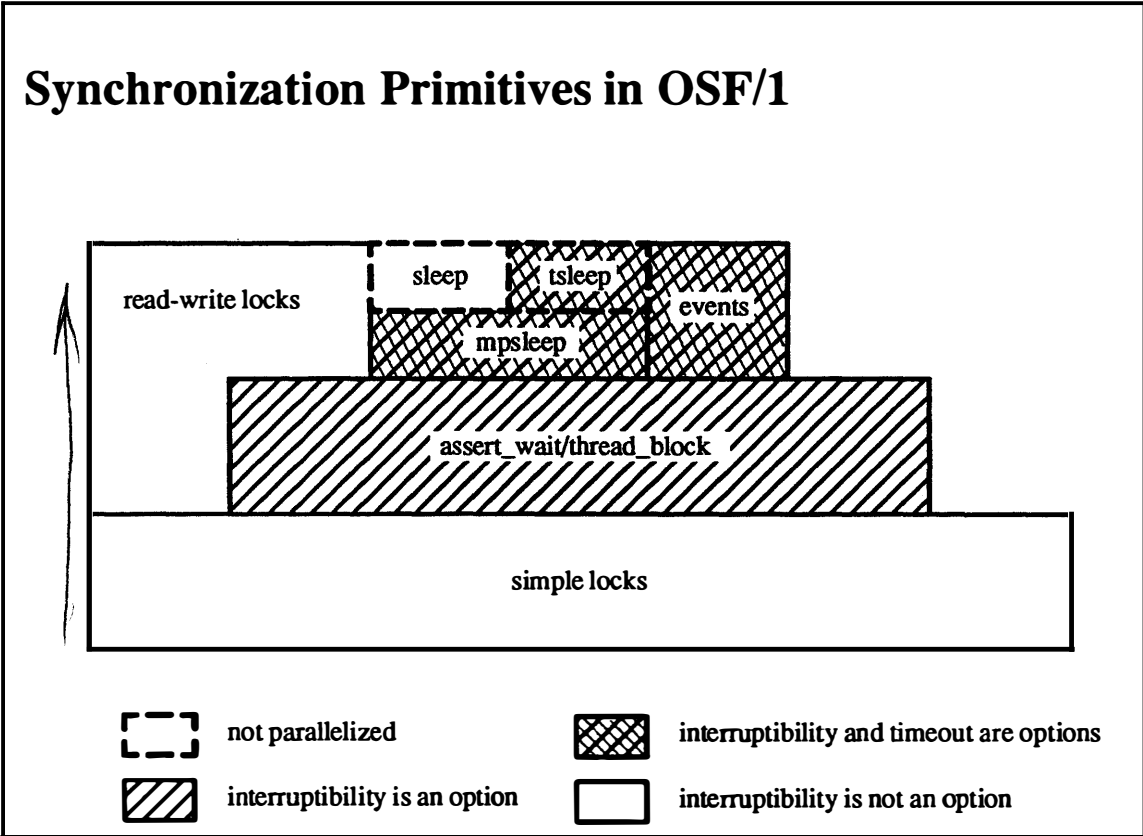 Synchronization Primitives in OSF/1
sleep
tsleep
read-write locks
events
mpsleep
assert_wait/thread_block
simple locks
not parallelized
interruptibility and timeout are options
interruptibility is an option
interruptibility is not an option